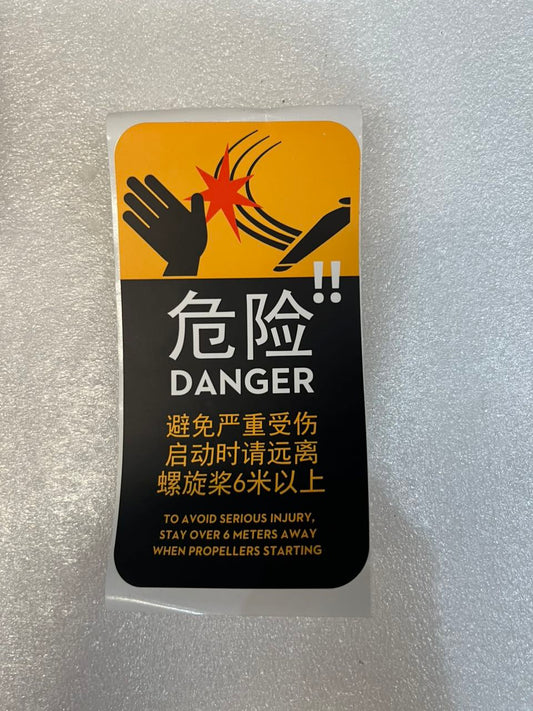 危险!!
DANGER
避免严重受伤
启动时请远离
螺旋桨6米以上
TO AVOID SERIOUS INJURY,
STAY OVER 6 METERS AWAY
WHEN PROPELLERS STARTING